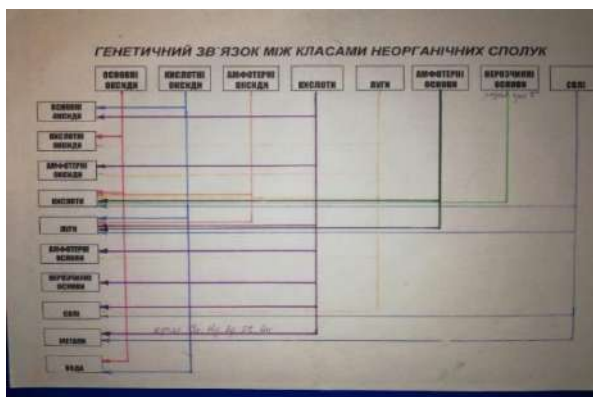 ГЕНЕТИЧНИЙ ЗВ'ЯЗОК МІЖ КЛАСАМИ НЕОРГАНІЧНИХ СПОЛУК
ОСНОВНІ
ОКСИДИ
КИСЛОТНІ
ОКСИДИ
АМФОТЕРНІ
ОКСИДИ
КИСЛОТИ
ЛУГИ
АМФОТЕРНІ
ОСНОВИ
НЕРОЗЧИННІ
ОСНОВИ
СОЛІ
ОСНОВНІ
ОКСИДИ
КИСЛОТНІ
ОКСИДИ
АМФОТЕРНІ
ОКСИДИ
КИСЛОТИ
ЛУГИ
АМФОТЕРНІ
ОСНОВИ
НЕРОЗЧИННІ
ОСНОВИ
СОЛІ
МЕТАЛИ
ВОДА